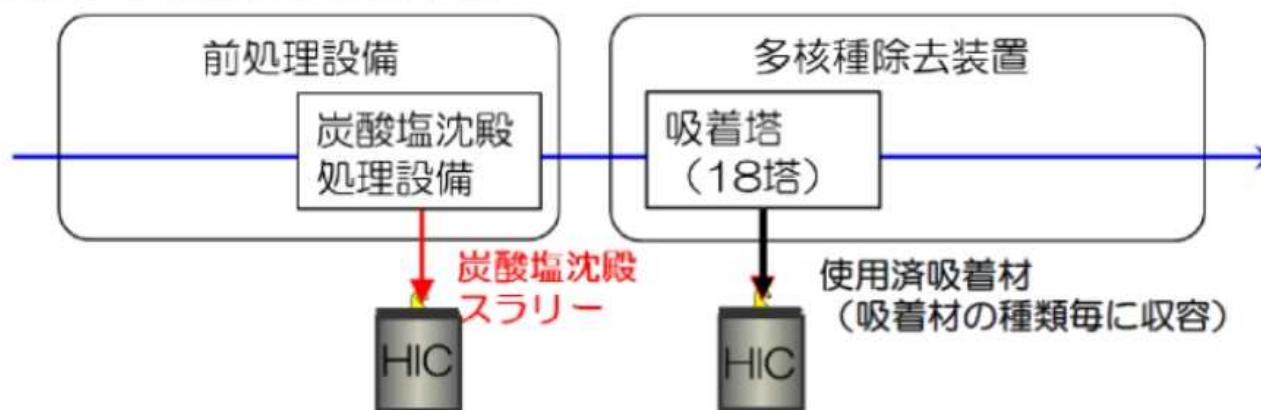 前処理設備
多核種除去装置
炭酸塩沈殿
処理設備
吸着塔
（18塔）
炭酸塩沈殿
スラリー
使用済吸着材
（吸着材の種類毎に収容）
HIC
HIC